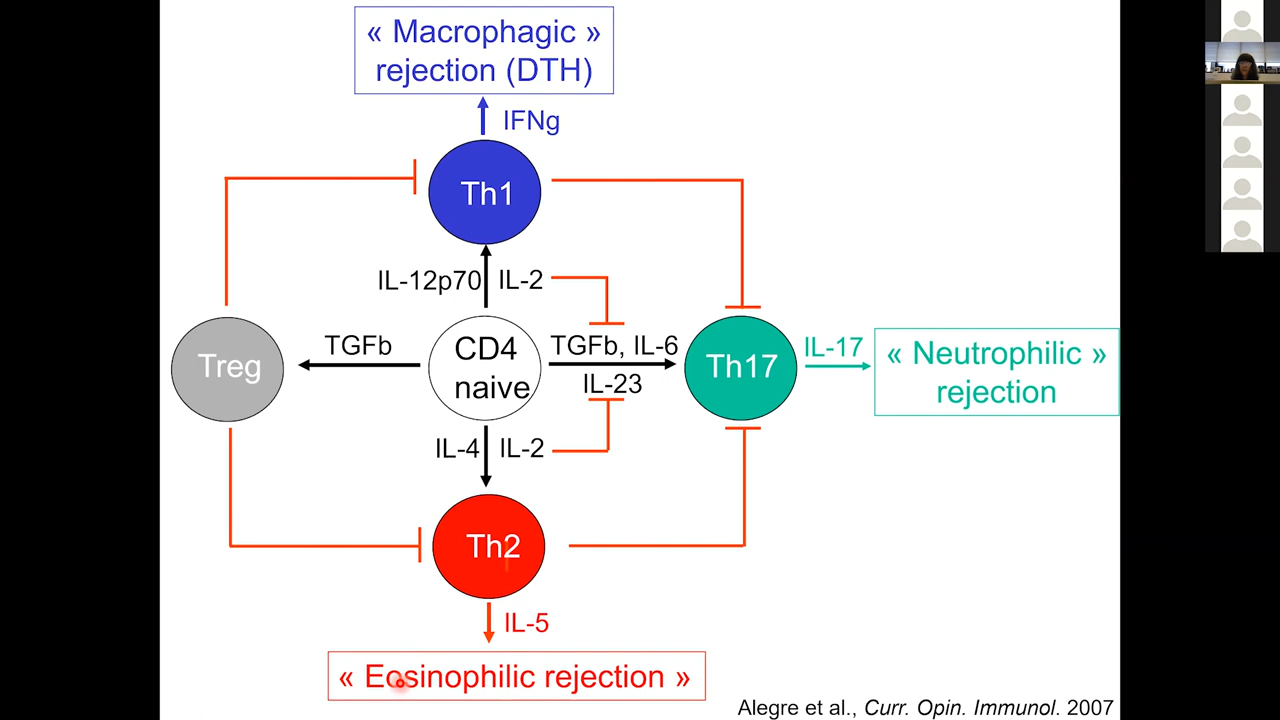 « Macrophagic »
rejection (DTH)
IFNg
Th1
IL-12p70 IL-2
Treg
TGFb
CD4
naive
TGFb, IL-6
IL-23
Th17
IL-17
« Neutrophilic »
rejection
IL-4 IL-2
Th2
IL-5
« Eosinophilic rejection »
Alegre et al., Curr. Opin. Immunol. 2007